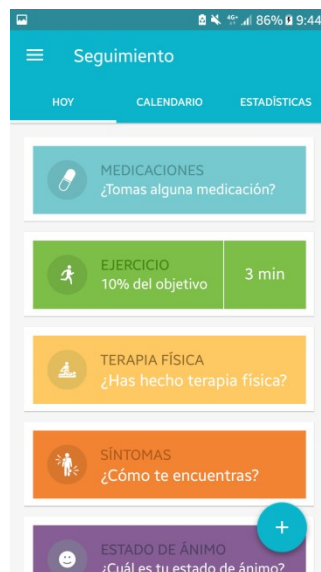 4G+ 86% 9:44
Seguimiento
HOY CALENDARIO ESTADÍSTICAS
MEDICACIONES
¿Tomas alguna medicación?
EJERCICIO
10% del objetivo
3 min
TERAPIA FÍSICA
¿Has hecho terapia física?
SÍNTOMAS
¿Cómo te encuentras?
+
ESTADO DE ÁNIMO
¿Cuál es tu estado de ánimo?